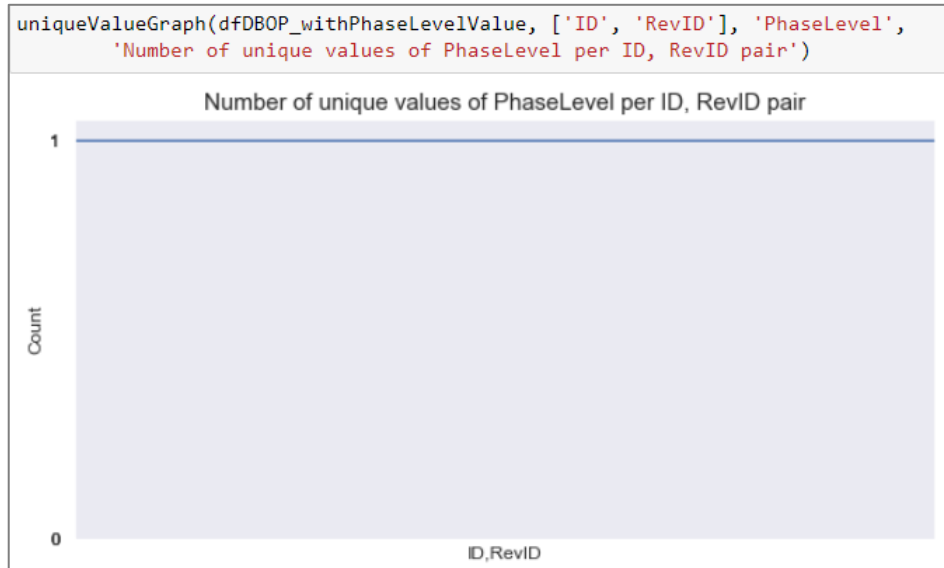 uniqueValueGraph(dfDBOP_withPhaseLevelValue, ['ID', 'RevID'], 'PhaseLevel',
'Number of unique values of PhaseLevel per ID, RevID pair')
Number of unique values of PhaseLevel per ID, RevID pair
1
Count
0
ID,RevID